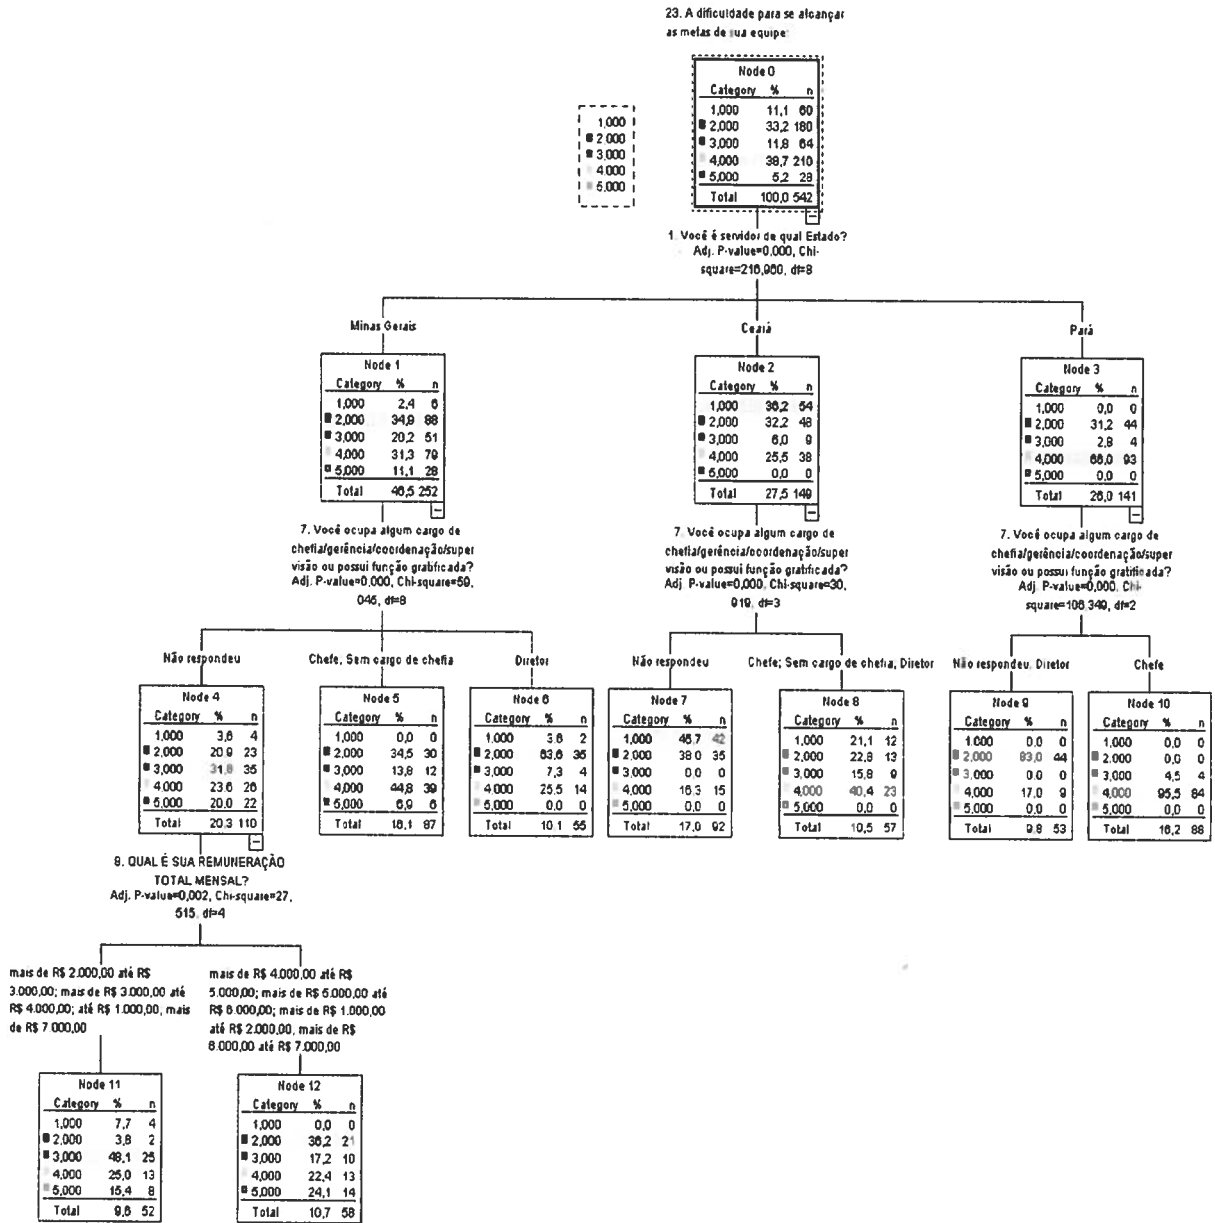 23. A dificuldade para se alcançar
as metas de sua equipe:
Node 0
Category % n
1,000 11,1 60
2,000 33,2 180
3,000 11,8 64
4,000 38,7 210
5,000 5,2 28
Total 100,0 542
1,000
2,000
3,000
4,000
5,000
1. Você é servidor de qual Estado?
Adj. P-value=0,000, Chi-
square=216,960, df=8
Minas Gerais
Ceará
Pará
Node 1
Category % n
1,000 2,4 6
2,000 34,9 88
3,000 20,2 51
4,000 31,3 79
5,000 11,1 28
Total 46,5 252
Node 2
Category % n
1,000 36,2 54
2,000 32,2 48
3,000 6,0 9
4,000 25,5 38
5,000 0,0 0
Total 27,5 149
Node 3
Category % n
1,000 0,0 0
2,000 31,2 44
3,000 2,8 4
4,000 66,0 93
5,000 0,0 0
Total 26,0 141
7. Você ocupa algum cargo de
chefia/gerência/coordenação/super
visão ou possui função gratificada?
Adj. P-value=0,000, Chi-square=59,
046, df=8
7. Você ocupa algum cargo de
chefia/gerência/coordenação/super
visão ou possui função gratificada?
Adj. P-value=0,000, Chi-square=30,
919, df=3
7. Você ocupa algum cargo de
chefia/gerência/coordenação/super
visão ou possui função gratificada?
Adj. P-value=0,000, Chi-
square=106,349, df=2
Não respondeu
Chefe; Sem cargo de chefia
Diretor
Não respondeu
Chefe; Sem cargo de chefia; Diretor
Não respondeu; Diretor
Chefe
Node 4
Category % n
1,000 3,6 4
2,000 20,9 23
3,000 31,8 35
4,000 23,6 26
5,000 20,0 22
Total 20,3 110
Node 5
Category % n
1,000 0,0 0
2,000 34,5 30
3,000 13,8 12
4,000 44,8 39
5,000 6,9 6
Total 16,1 87
Node 6
Category % n
1,000 3,6 2
2,000 63,6 35
3,000 7,3 4
4,000 25,5 14
5,000 0,0 0
Total 10,1 55
Node 7
Category % n
1,000 45,7 42
2,000 38,0 35
3,000 0,0 0
4,000 16,3 15
5,000 0,0 0
Total 17,0 92
Node 8
Category % n
1,000 21,1 12
2,000 22,8 13
3,000 15,8 9
4,000 40,4 23
5,000 0,0 0
Total 10,5 57
Node 9
Category % n
1,000 0,0 0
2,000 83,0 44
3,000 0,0 0
4,000 17,0 9
5,000 0,0 0
Total 9,8 53
Node 10
Category % n
1,000 0,0 0
2,000 0,0 0
3,000 4,5 4
4,000 95,5 84
5,000 0,0 0
Total 16,2 88
8. QUAL É SUA REMUNERAÇÃO
TOTAL MENSAL?
Adj. P-value=0,002, Chi-square=27,
515, df=4
mais de R$ 2.000,00 até R$
3.000,00; mais de R$ 3.000,00 até
R$ 4.000,00; até R$ 1.000,00; mais
de R$ 7.000,00
mais de R$ 4.000,00 até R$
5.000,00; mais de R$ 5.000,00 até
R$ 6.000,00; mais de R$ 1.000,00
até R$ 2.000,00; mais de R$
6.000,00 até R$ 7.000,00
Node 11
Category % n
1,000 7,7 4
2,000 3,8 2
3,000 48,1 25
4,000 25,0 13
5,000 15,4 8
Total 9,6 52
Node 12
Category % n
1,000 0,0 0
2,000 36,2 21
3,000 17,2 10
4,000 22,4 13
5,000 24,1 14
Total 10,7 58